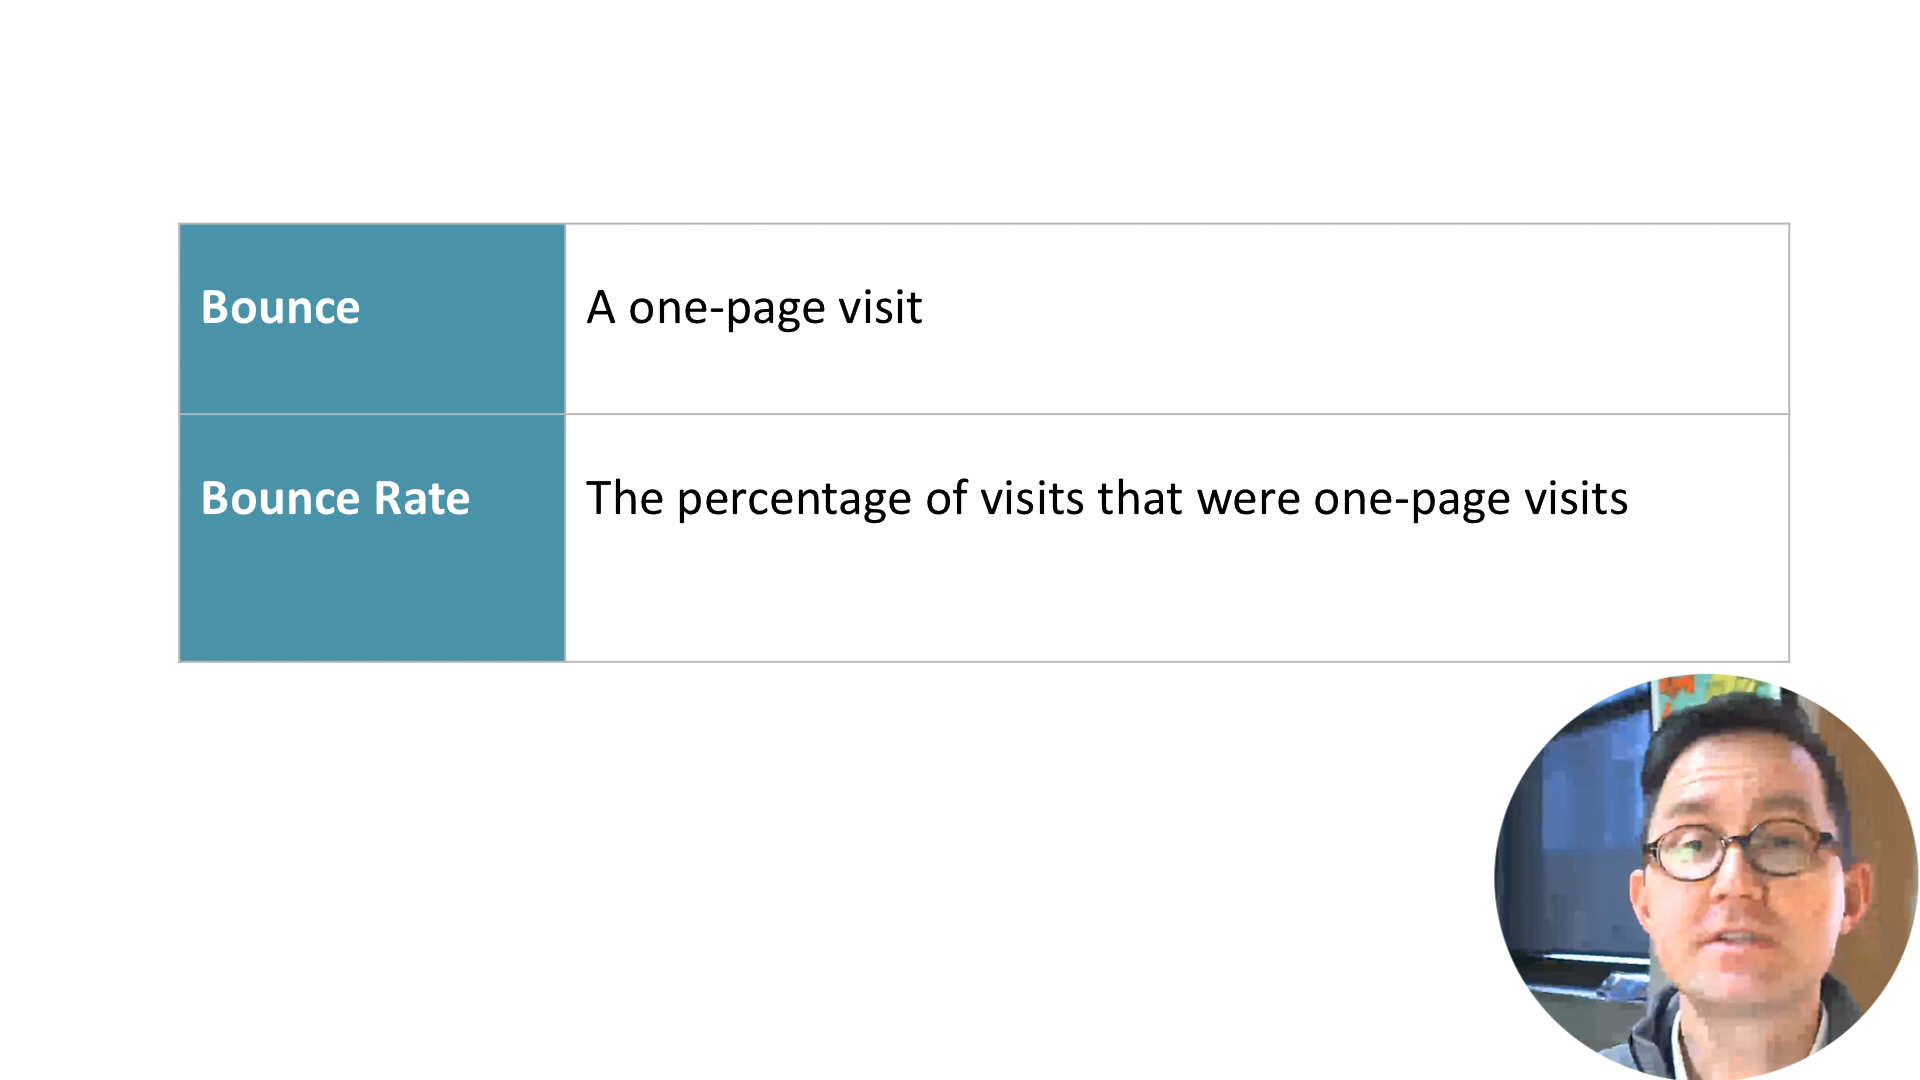 Bounce
A one-page visit
Bounce Rate
The percentage of visits that were one-page visits